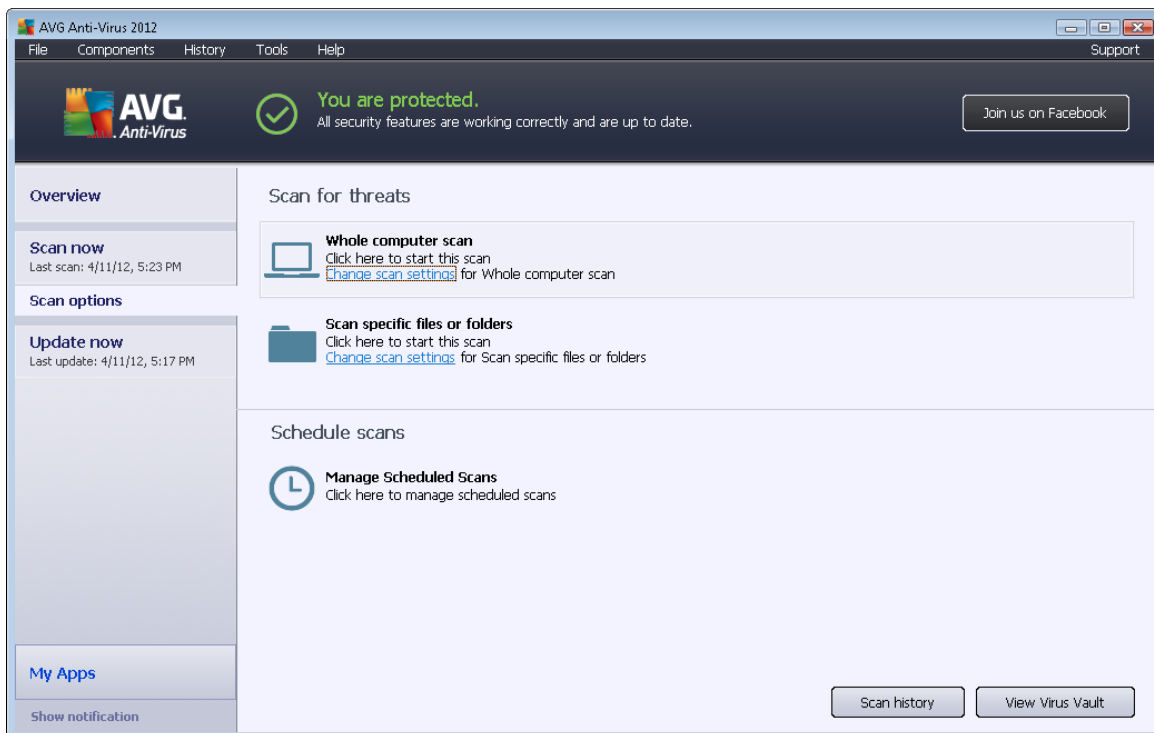 AVG Anti-Virus 2012
File Components History Tools Help Support
AVG.
Anti-Virus
You are protected.
All security features are working correctly and are up to date.
Join us on Facebook
Overview
Scan now
Last scan: 4/11/12, 5:23 PM
Scan options
Update now
Last update: 4/11/12, 5:17 PM
My Apps
Show notification
Scan for threats
Whole computer scan
Click here to start this scan
Change scan settings for Whole computer scan
Scan specific files or folders
Click here to start this scan
Change scan settings for Scan specific files or folders
Schedule scans
Manage Scheduled Scans
Click here to manage scheduled scans
Scan history
View Virus Vault